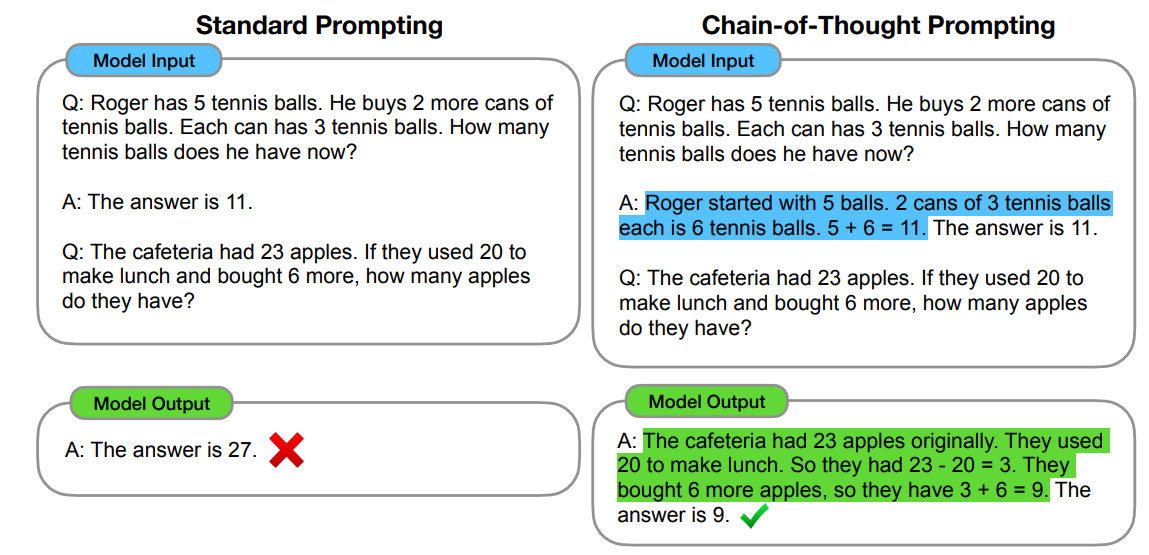 Standard Prompting
Model Input
Q: Roger has 5 tennis balls. He buys 2 more cans of
tennis balls. Each can has 3 tennis balls. How many
tennis balls does he have now?
A: The answer is 11.
Q: The cafeteria had 23 apples. If they used 20 to
make lunch and bought 6 more, how many apples
do they have?
Model Output
A: The answer is 27.
Chain-of-Thought Prompting
Model Input
Q: Roger has 5 tennis balls. He buys 2 more cans of
tennis balls. Each can has 3 tennis balls. How many
tennis balls does he have now?
A: Roger started with 5 balls. 2 cans of 3 tennis balls
each is 6 tennis balls. 5 + 6 = 11. The answer is 11.
Q: The cafeteria had 23 apples. If they used 20 to
make lunch and bought 6 more, how many apples
do they have?
Model Output
A: The cafeteria had 23 apples originally. They used
20 to make lunch. So they had 23 - 20 = 3. They
bought 6 more apples, so they have 3 + 6 = 9. The
answer is 9.